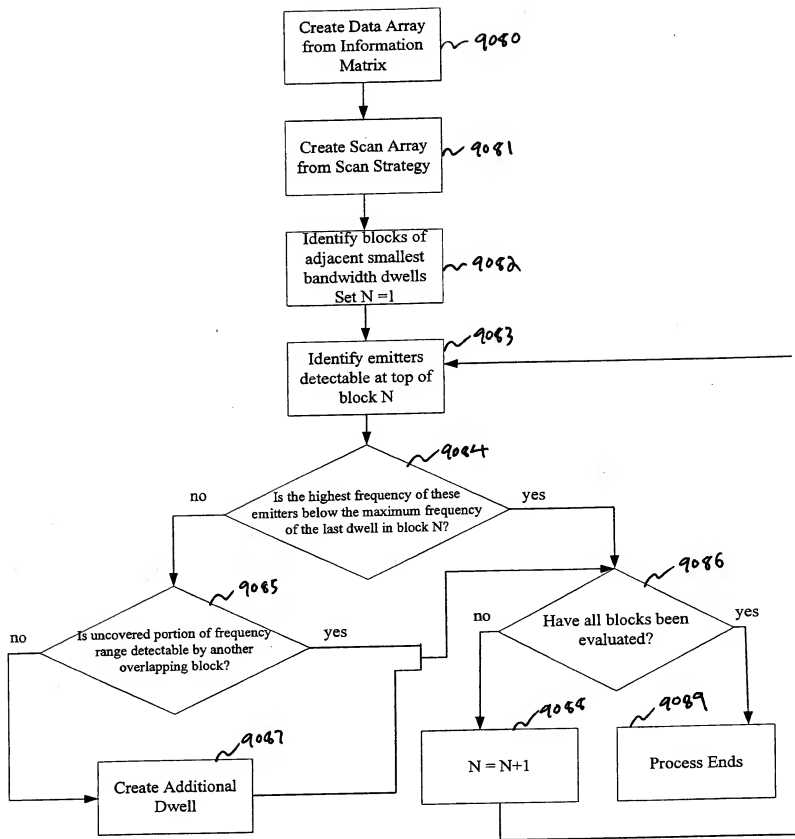 Create Data Array
from Information
Matrix
9080
Create Scan Array
from Scan Strategy
9081
Identify blocks of
adjacent smallest
bandwidth dwells
Set N =1
9082
9083
Identify emitters
detectable at top of
block N
9084
no
Is the highest frequency of these
emitters below the maximum frequency
of the last dwell in block N?
yes
9085
no
Is uncovered portion of frequency
range detectable by another
overlapping block?
yes
9086
no
Have all blocks been
evaluated?
yes
9087
Create Additional
Dwell
9088
N = N+1
9089
Process Ends